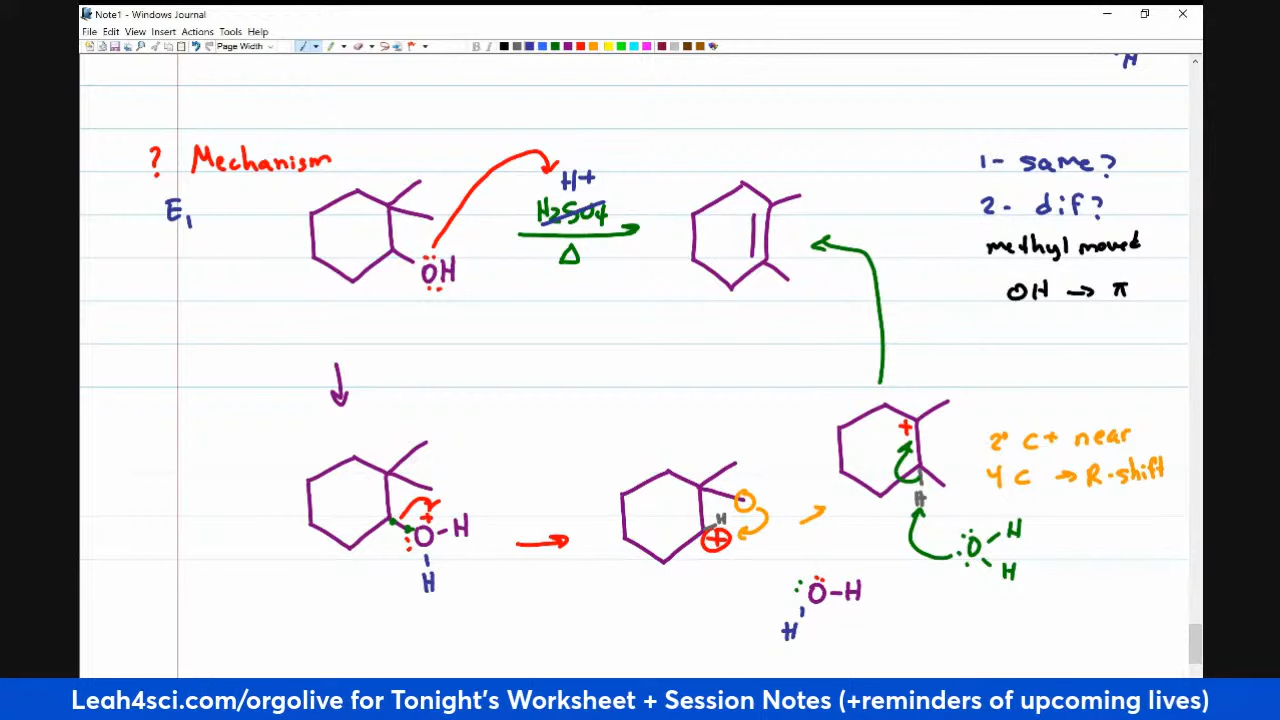 Note1 - Windows Journal
File Edit View Insert Actions Tools Help
Page Width
B I
H
? Mechanism
E1
H+
H2SO4
Δ
OH
1- same?
2- dif?
methyl moved
OH → π
+
O-H
H
H
+
+
H
2° C+ near
4 C → R-shift
:O
H
H
:O-H
H
Leah4sci.com/orgolive for Tonight's Worksheet + Session Notes (+reminders of upcoming lives)